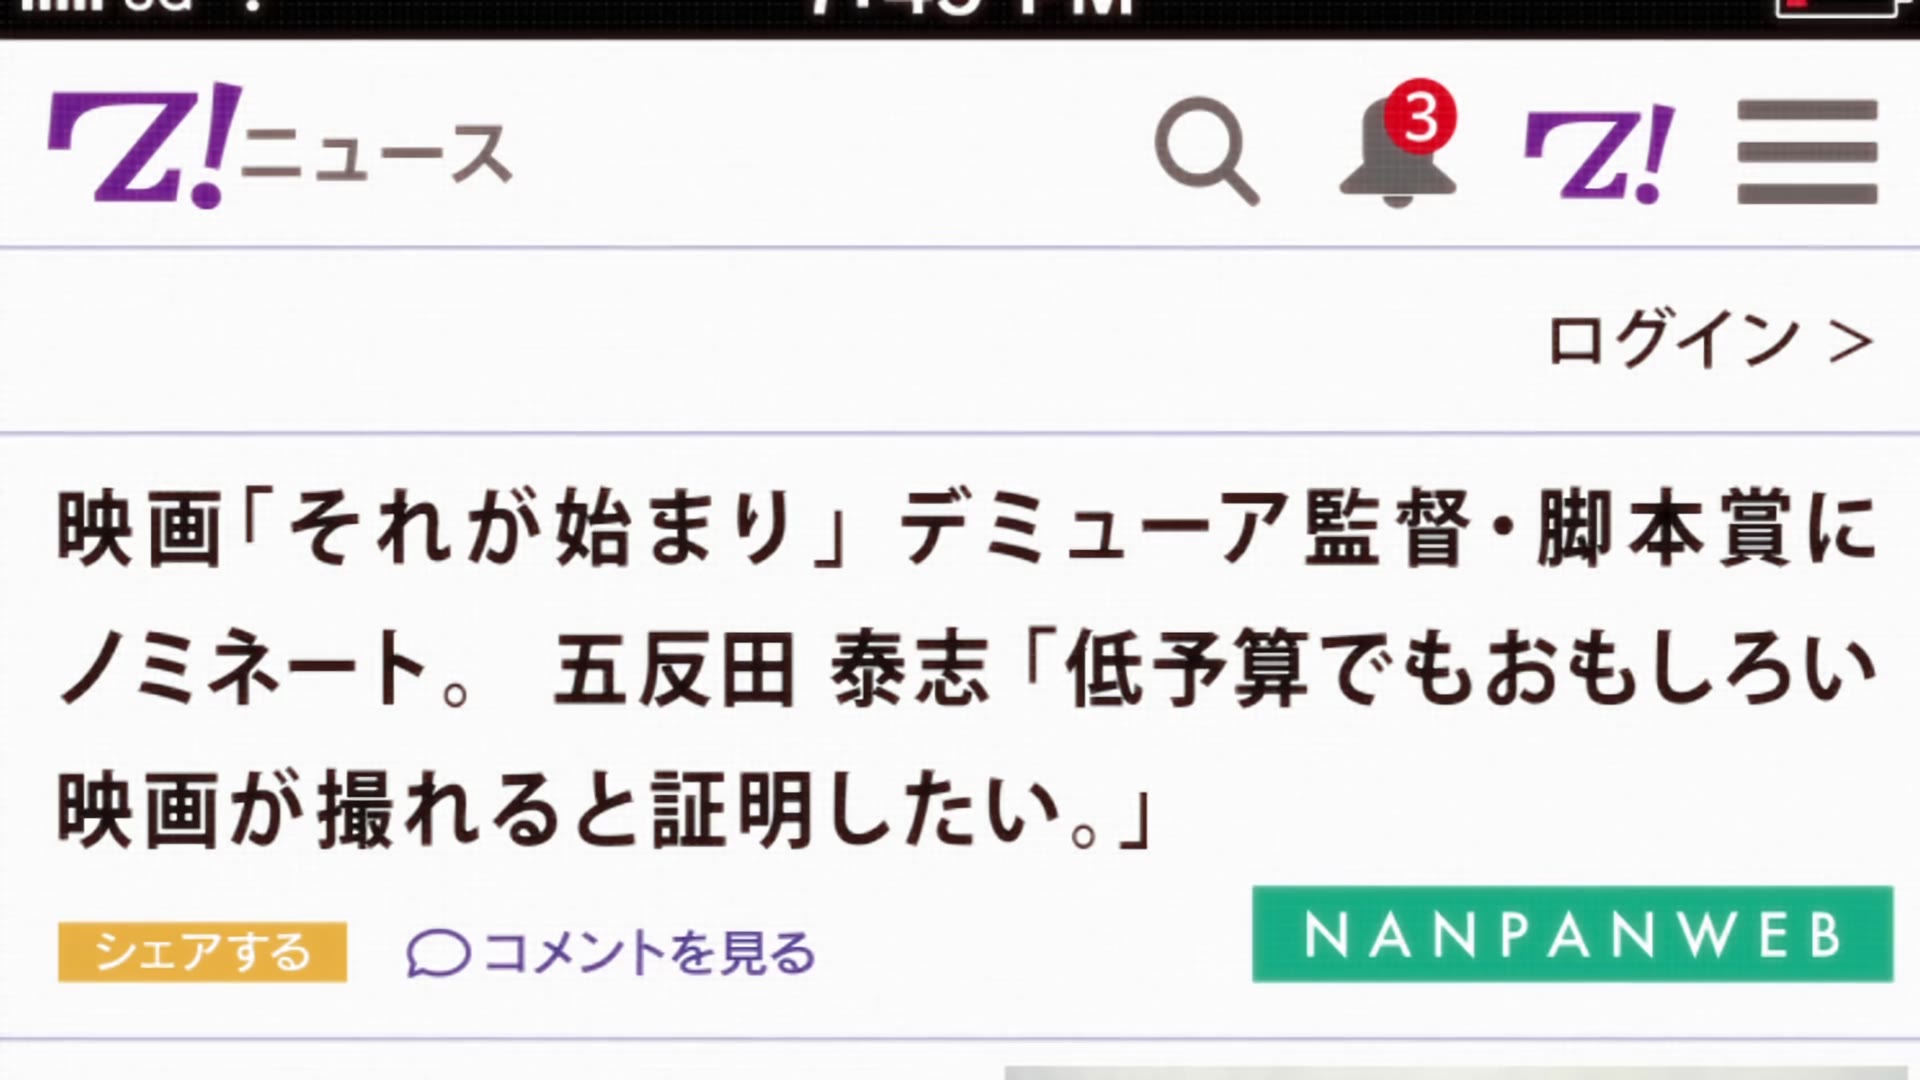 7:45 PM
Z!ニュース
3
Z!
ログイン >
映画「それが始まり」デミューア監督・脚本賞に
ノミネート。 五反田 泰志「低予算でもおもしろい
映画が撮れると証明したい。」
シェアする
コメントを見る
NANPANWEB